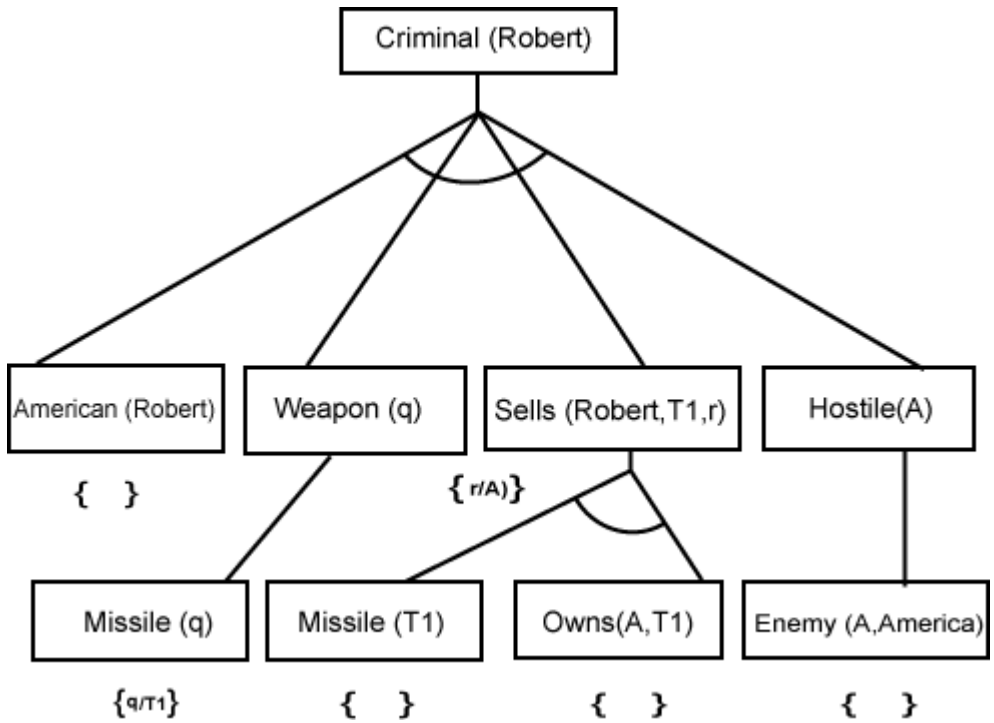 Criminal (Robert)
American (Robert)
Weapon (q)
Sells (Robert,T1,r)
Hostile(A)
{ }
{ r/A)}
Missile (q)
Missile (T1)
Owns(A,T1)
Enemy (A,America)
{q/T1}
{ }
{ }
{ }